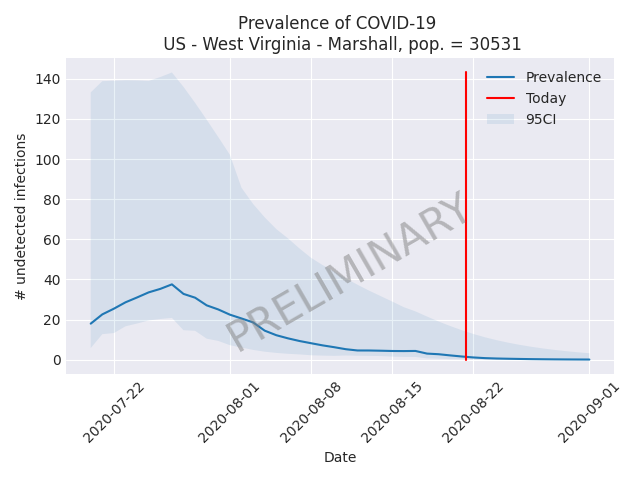 Prevalence of COVID-19
US - West Virginia - Marshall, pop. = 30531
140
120
100
80
60
40
20
0
# undetected infections
Prevalence
Today
95CI
PRELIMINARY
2020-07-22
2020-08-01
2020-08-08
2020-08-15
2020-08-22
2020-09-01
Date